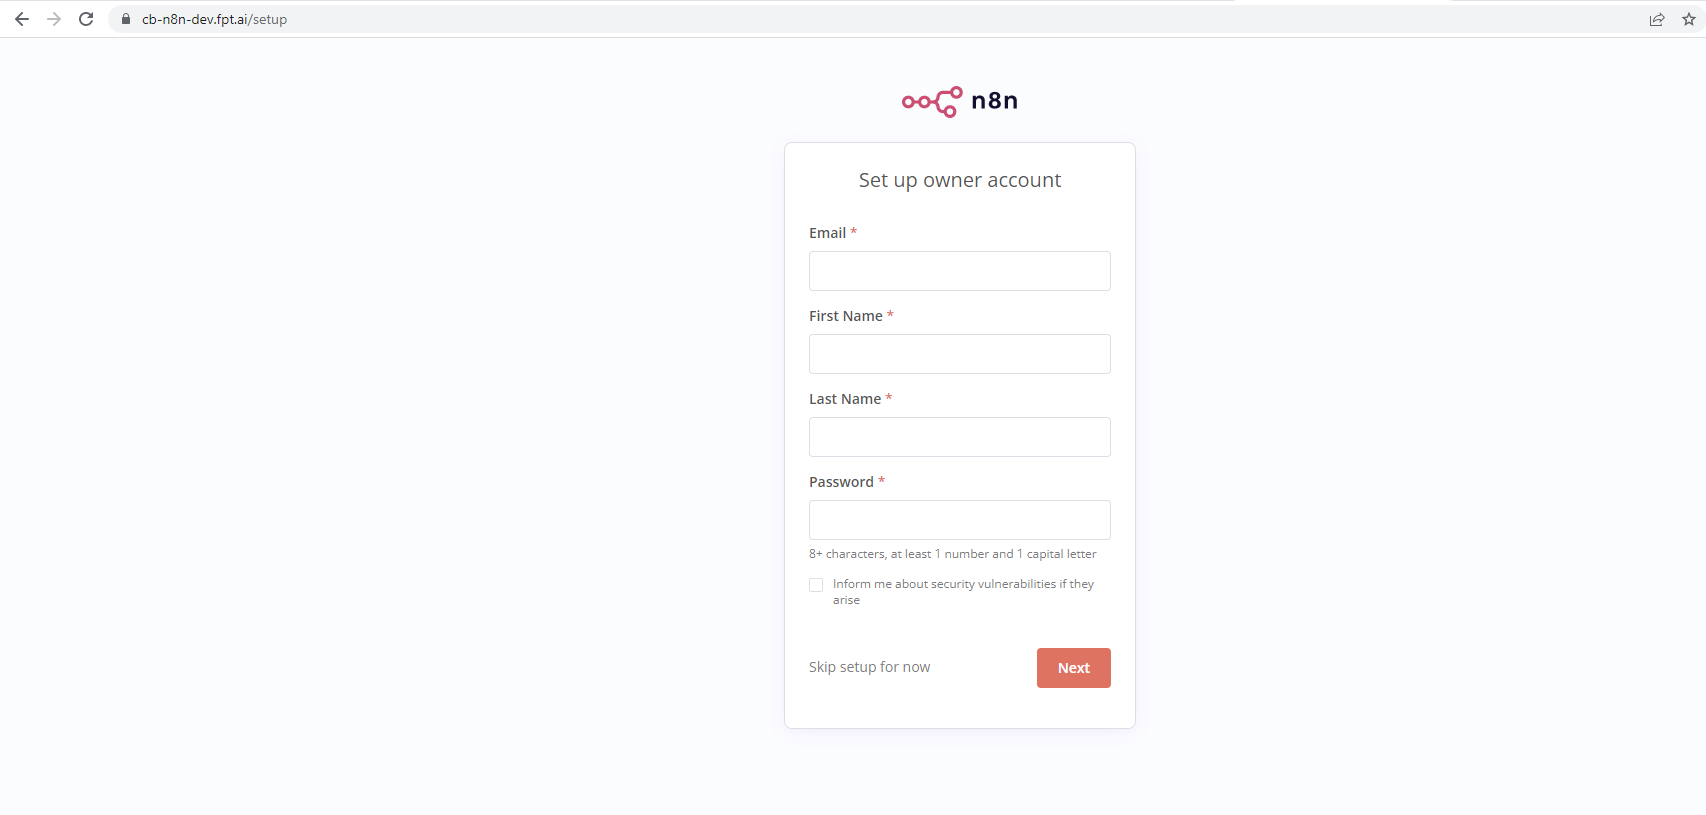 cb-n8n-dev.fpt.ai/setup
n8n
Set up owner account
Email *
First Name *
Last Name *
Password *
8+ characters, at least 1 number and 1 capital letter
Inform me about security vulnerabilities if they
arise
Skip setup for now
Next